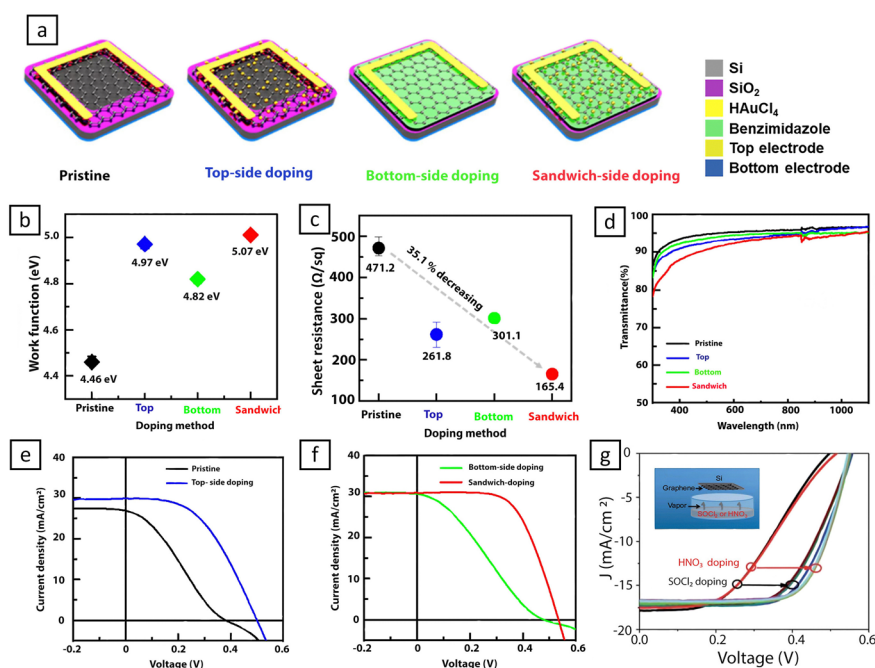 a
Si
SiO2
HAuCl4
Benzimidazole
Top electrode
Bottom electrode
Pristine
Top-side doping
Bottom-side doping
Sandwich-side doping
b
Work function (eV)
5.0
4.8
4.6
4.4
4.97 eV
5.07 eV
4.82 eV
4.46 eV
Pristine
Top
Bottom
Sandwich
Doping method
c
Sheet resistance (Ω/sq)
500
400
300
200
100
471.2
35.1 % decreasing
301.1
261.8
165.4
Pristine
Top
Bottom
Sandwich
Doping method
d
Transmittance(%)
100
90
80
70
60
50
Pristine
Top
Bottom
Sandwich
300
600
900
Wavelength (nm)
e
Current density (mA/cm²)
40
30
20
10
0
Pristine
Top- side doping
-0.2
0
0.2
0.4
0.6
Voltage (V)
f
Current density (mA/cm²)
40
30
20
10
0
Bottom-side doping
Sandwich-doping
-0.2
0
0.2
0.4
0.6
Voltage (V)
g
J (mA/cm²)
0
-5
-10
-15
-20
Si
Graphene
Vapor
SOCl2 or HNO3
HNO3 doping
SOCl2 doping
0.0
0.2
0.4
0.6
Voltage (V)